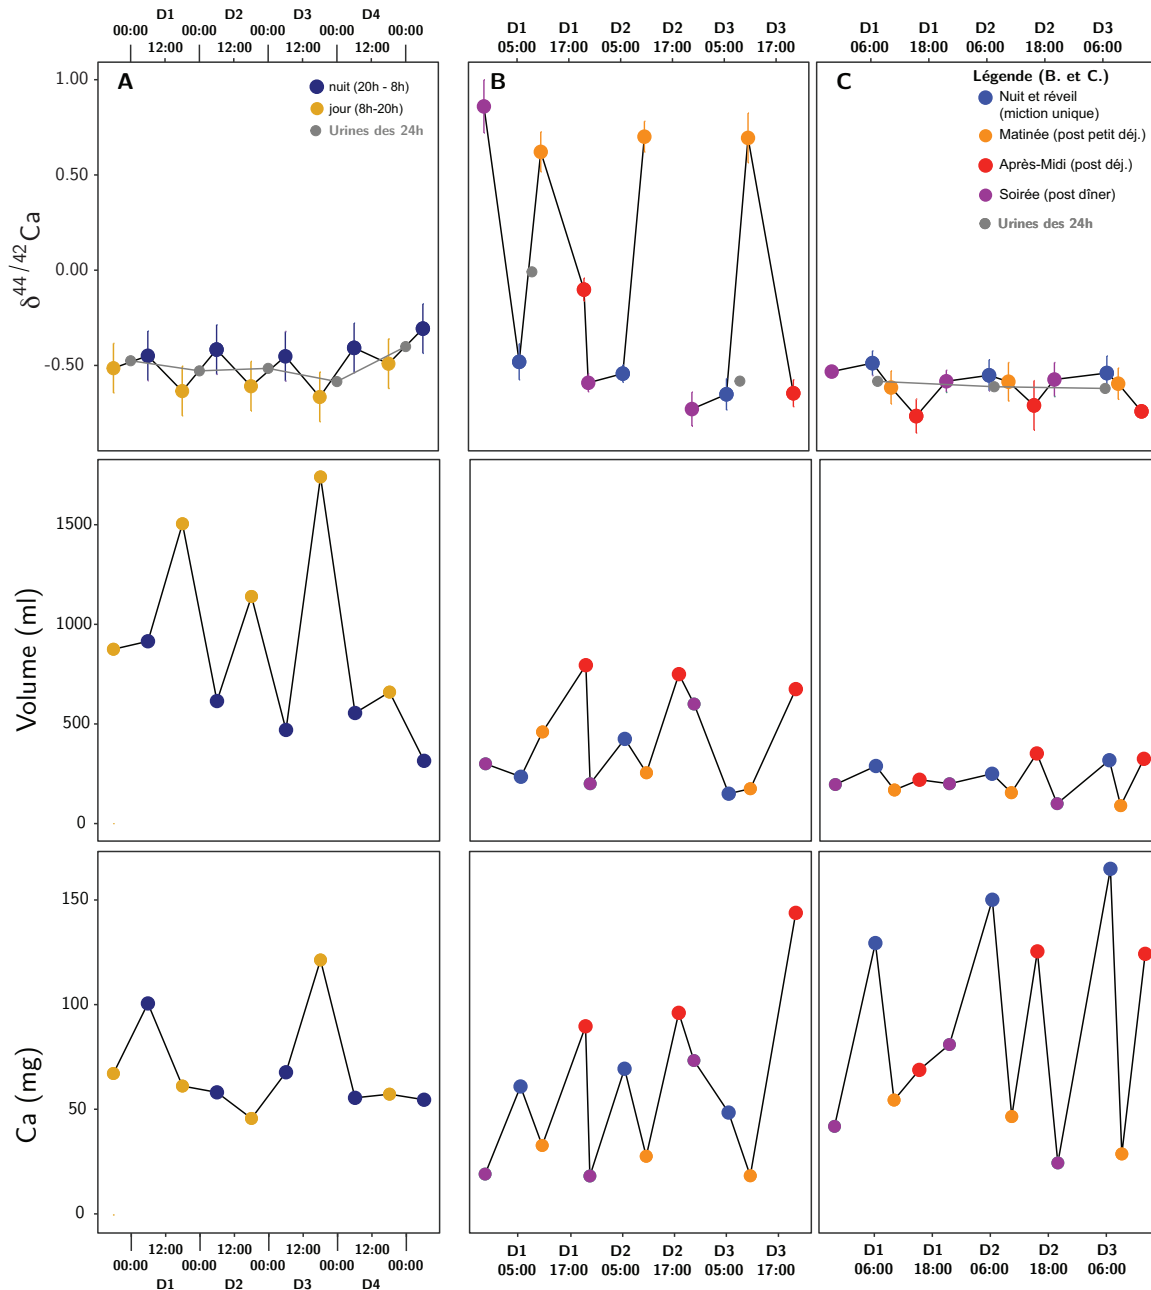 D1 D2 D3 D4
00:00 00:00 00:00 00:00 00:00
12:00 12:00 12:00 12:00
D1 D1 D2 D2 D3 D3
05:00 17:00 05:00 17:00 05:00 17:00
D1 D1 D2 D2 D3
06:00 18:00 06:00 18:00 06:00
A
nuit (20h - 8h)
jour (8h-20h)
Urines des 24h
B
C
Légende (B. et C.)
Nuit et réveil
(miction unique)
Matinée (post petit déj.)
Après-Midi (post déj.)
Soirée (post dîner)
Urines des 24h
δ44/42Ca
1.00
0.50
0.00
-0.50
Volume (ml)
1500
1000
500
0
Ca (mg)
150
100
50
0
12:00 12:00 12:00 12:00
00:00 00:00 00:00 00:00 00:00
D1 D2 D3 D4
D1 D1 D2 D2 D3 D3
05:00 17:00 05:00 17:00 05:00 17:00
D1 D1 D2 D2 D3
06:00 18:00 06:00 18:00 06:00